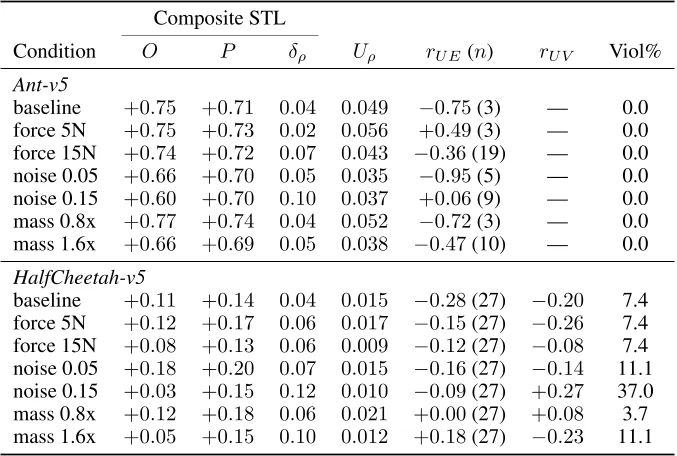 Composite STL
Condition O P δρ Uρ rUE (n) rUV Viol%
Ant-v5
baseline +0.75 +0.71 0.04 0.049 −0.75 (3) — 0.0
force 5N +0.75 +0.73 0.02 0.056 +0.49 (3) — 0.0
force 15N +0.74 +0.72 0.07 0.043 −0.36 (19) — 0.0
noise 0.05 +0.66 +0.70 0.05 0.035 −0.95 (5) — 0.0
noise 0.15 +0.60 +0.70 0.10 0.037 +0.06 (9) — 0.0
mass 0.8x +0.77 +0.74 0.04 0.052 −0.72 (3) — 0.0
mass 1.6x +0.66 +0.69 0.05 0.038 −0.47 (10) — 0.0
HalfCheetah-v5
baseline +0.11 +0.14 0.04 0.015 −0.28 (27) −0.20 7.4
force 5N +0.12 +0.17 0.06 0.017 −0.15 (27) −0.26 7.4
force 15N +0.08 +0.13 0.06 0.009 −0.12 (27) −0.08 7.4
noise 0.05 +0.18 +0.20 0.07 0.015 −0.16 (27) −0.14 11.1
noise 0.15 +0.03 +0.15 0.12 0.010 −0.09 (27) +0.27 37.0
mass 0.8x +0.12 +0.18 0.06 0.021 +0.00 (27) +0.08 3.7
mass 1.6x +0.05 +0.15 0.10 0.012 +0.18 (27) −0.23 11.1